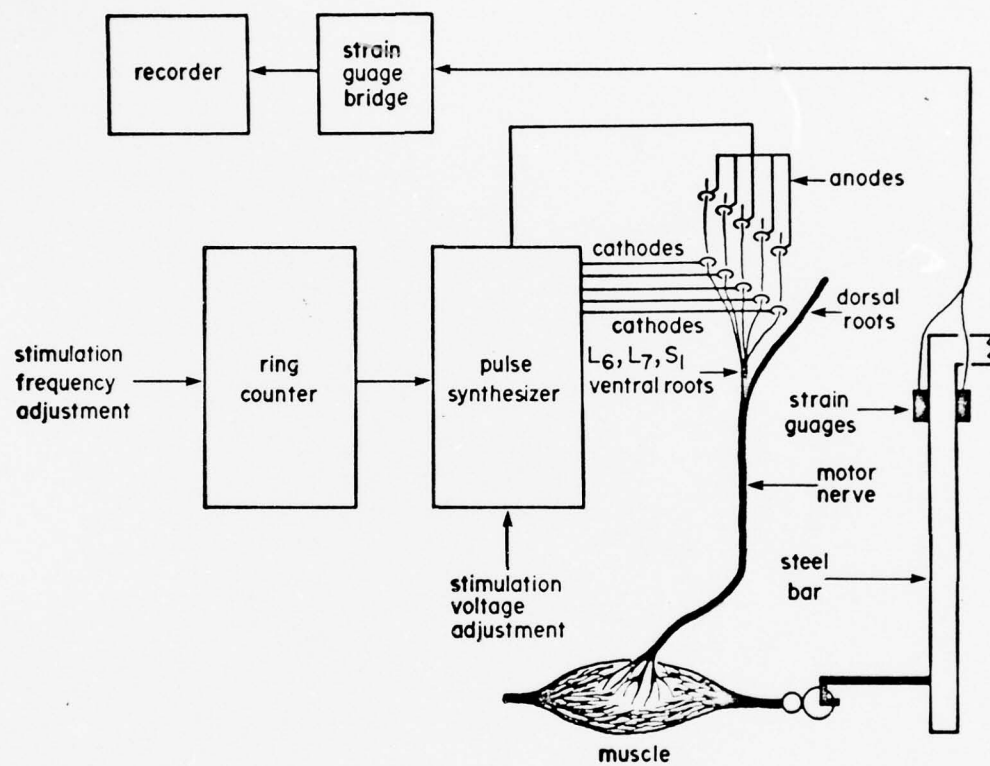 recorder
strain
guage
bridge
anodes
cathodes
dorsal
roots
cathodes
L6, L7, S1
ventral roots
stimulation
frequency
adjustment
ring
counter
pulse
synthesizer
strain
guages
motor
nerve
steel
bar
stimulation
voltage
adjustment
muscle